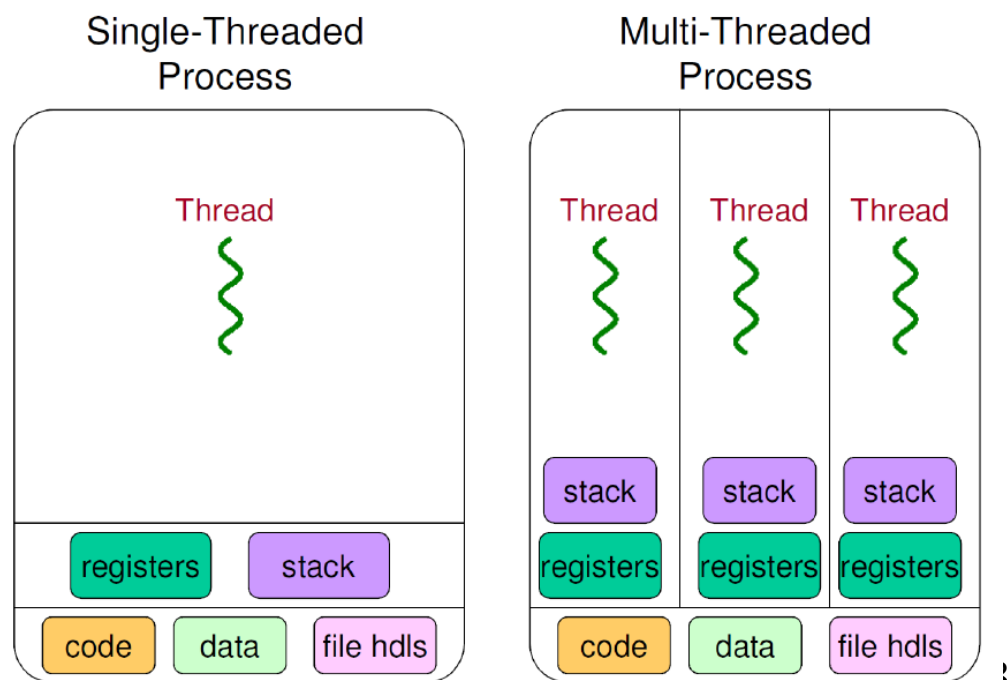 Single-Threaded
Process
Thread
registers stack
code data file hdls
Multi-Threaded
Process
Thread Thread Thread
stack stack stack
registers registers registers
code data file hdls